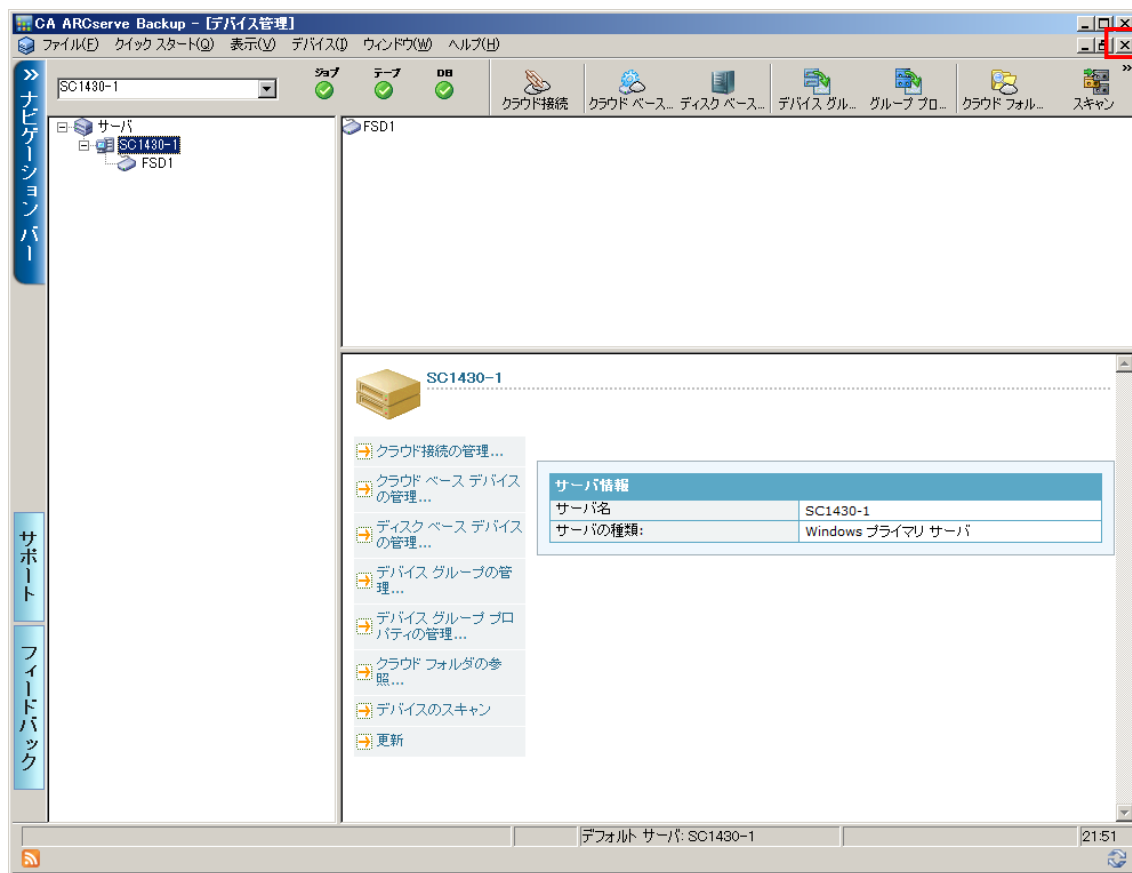 CA ARCserve Backup - [デバイス管理]
ファイル(F) クイック スタート(Q) 表示(V) デバイス(I) ウィンドウ(W) ヘルプ(H)
»
ナビゲーション バー
SC1430-1
ジョブ テープ DB
クラウド接続 クラウド ベース... ディスク ベース... デバイス グル... グループ プロ... クラウド フォル... スキャン
»
サーバ
SC1430-1
FSD1
FSD1
SC1430-1
クラウド接続の管理...
クラウド ベース デバイス
の管理...
ディスク ベース デバイス
の管理...
デバイス グループの管
理...
デバイス グループ プロ
パティの管理...
クラウド フォルダの参
照...
デバイスのスキャン
更新
サーバ情報
サーバ名 SC1430-1
サーバの種類: Windows プライマリ サーバ
サポート
フィードバック
デフォルト サーバ: SC1430-1
21:51